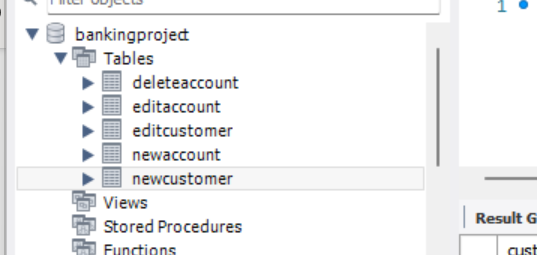 Filter objects
1
bankingproject
Tables
deleteaccount
editaccount
editcustomer
newaccount
newcustomer
Views
Stored Procedures
Functions
Result G
cust